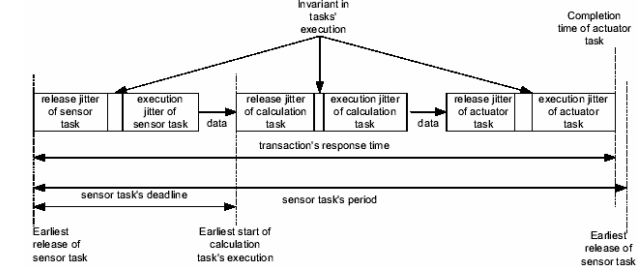 Invariant in
tasks'
execution
Completion
time of actuator
task
release jitter
of sensor
task
execution
jitter of
sensor task
data
release jitter
of calculation
task
execution jitter
of calculation
task
data
release jitter
of actuator
task
execution jitter
of actuator
task
transaction's response time
sensor task's deadline
sensor task's period
Earliest
release of
sensor task
Earliest start of
calculation
task's execution
Earliest
release of
sensor task